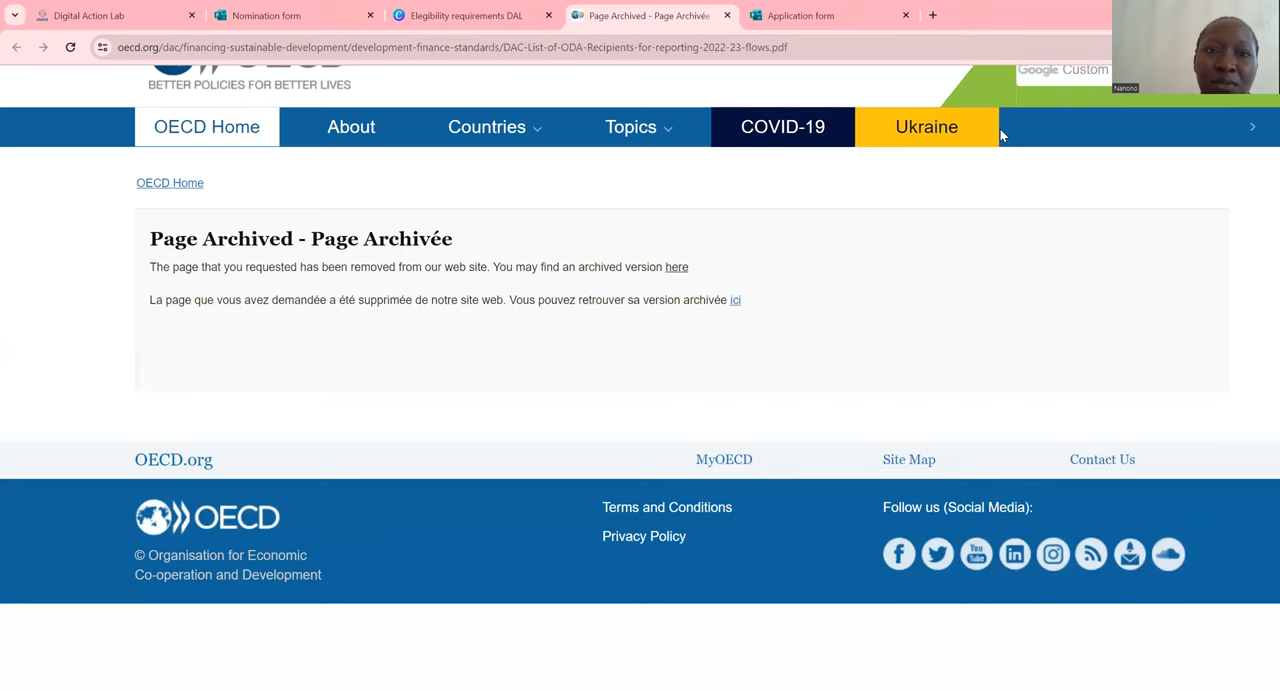 Digital Action Lab
Nomination form
Elegibility requirements DAL
Page Archived - Page Archivée
Application form
oecd.org/dac/financing-sustainable-development/development-finance-standards/DAC-List-of-ODA-Recipients-for-reporting-2022-23-flows.pdf
BETTER POLICIES FOR BETTER LIVES
Google Custom
Nanono
OECD Home
About
Countries
Topics
COVID-19
Ukraine
OECD Home
Page Archived - Page Archivée
The page that you requested has been removed from our web site. You may find an archived version here
La page que vous avez demandée a été supprimée de notre site web. Vous pouvez retrouver sa version archivée ici
OECD.org
MyOECD
Site Map
Contact Us
OECD
© Organisation for Economic
Co-operation and Development
Terms and Conditions
Privacy Policy
Follow us (Social Media):
You
Tube